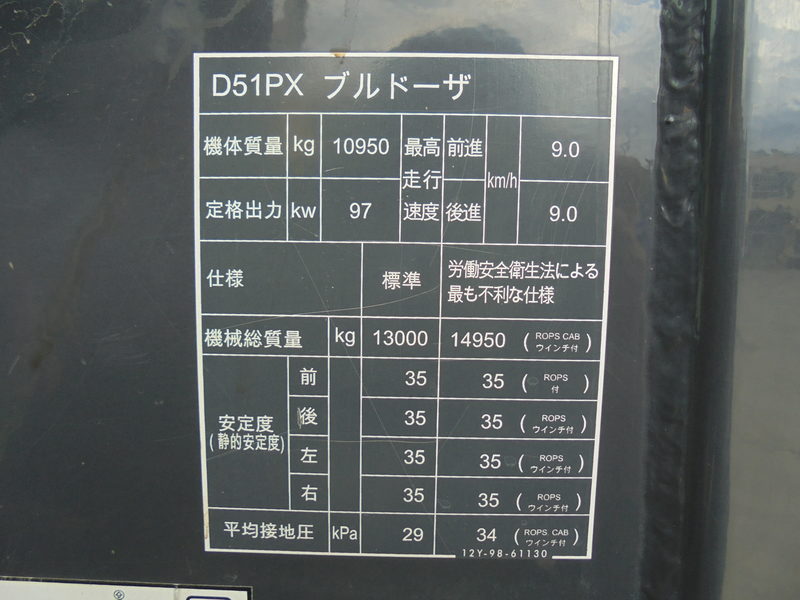 D51PX ブルドーザ
機体質量 kg 10950 最高走行速度 前進 km/h 9.0
定格出力 kw 97 後進 9.0
仕様 標準 労働安全衛生法による
最も不利な仕様
機械総質量 kg 13000 14950 (ROPS CAB
ウインチ付)
安定度
(静的安定度)
前 35 35 (ROPS
付)
後 35 35 (ROPS
ウインチ付)
左 35 35 (ROPS
ウインチ付)
右 35 35 (ROPS
ウインチ付)
平均接地圧 kPa 29 34 (ROPS. CAB
ウインチ付)
12Y-98-61130